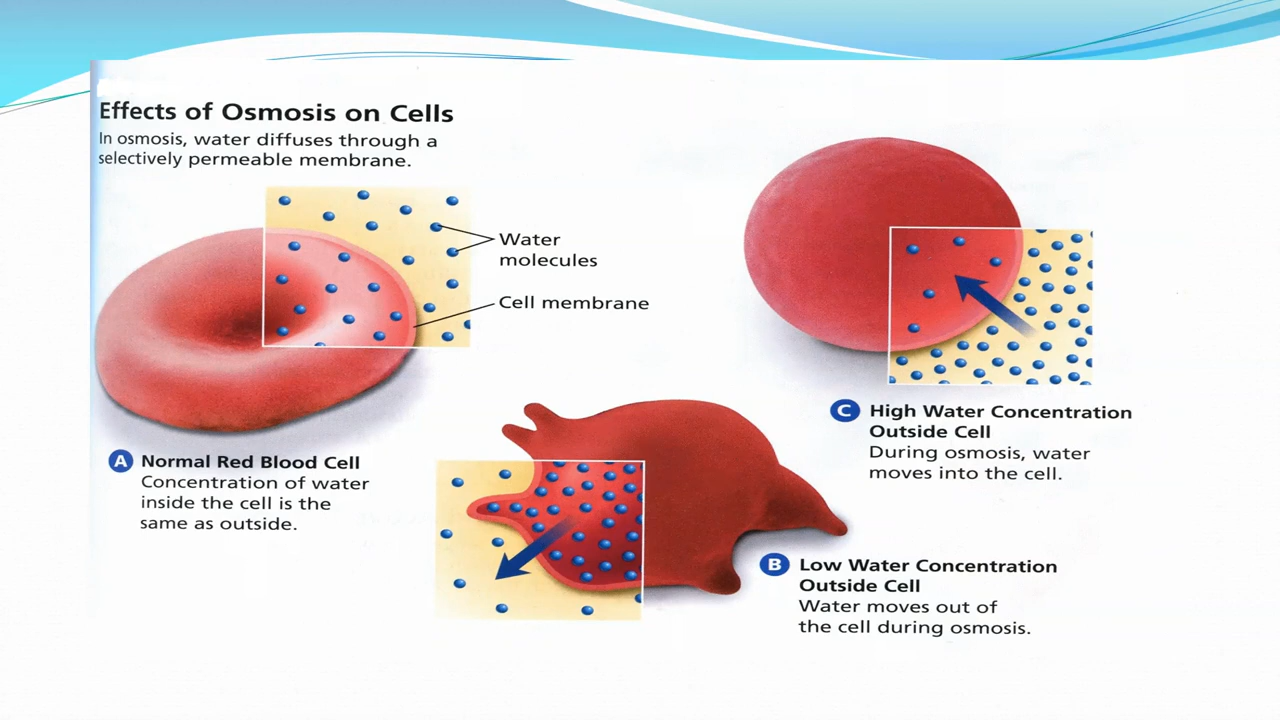 Effects of Osmosis on Cells
In osmosis, water diffuses through a
selectively permeable membrane.
Water
molecules
Cell membrane
A Normal Red Blood Cell
Concentration of water
inside the cell is the
same as outside.
B Low Water Concentration
Outside Cell
Water moves out of
the cell during osmosis.
C High Water Concentration
Outside Cell
During osmosis, water
moves into the cell.